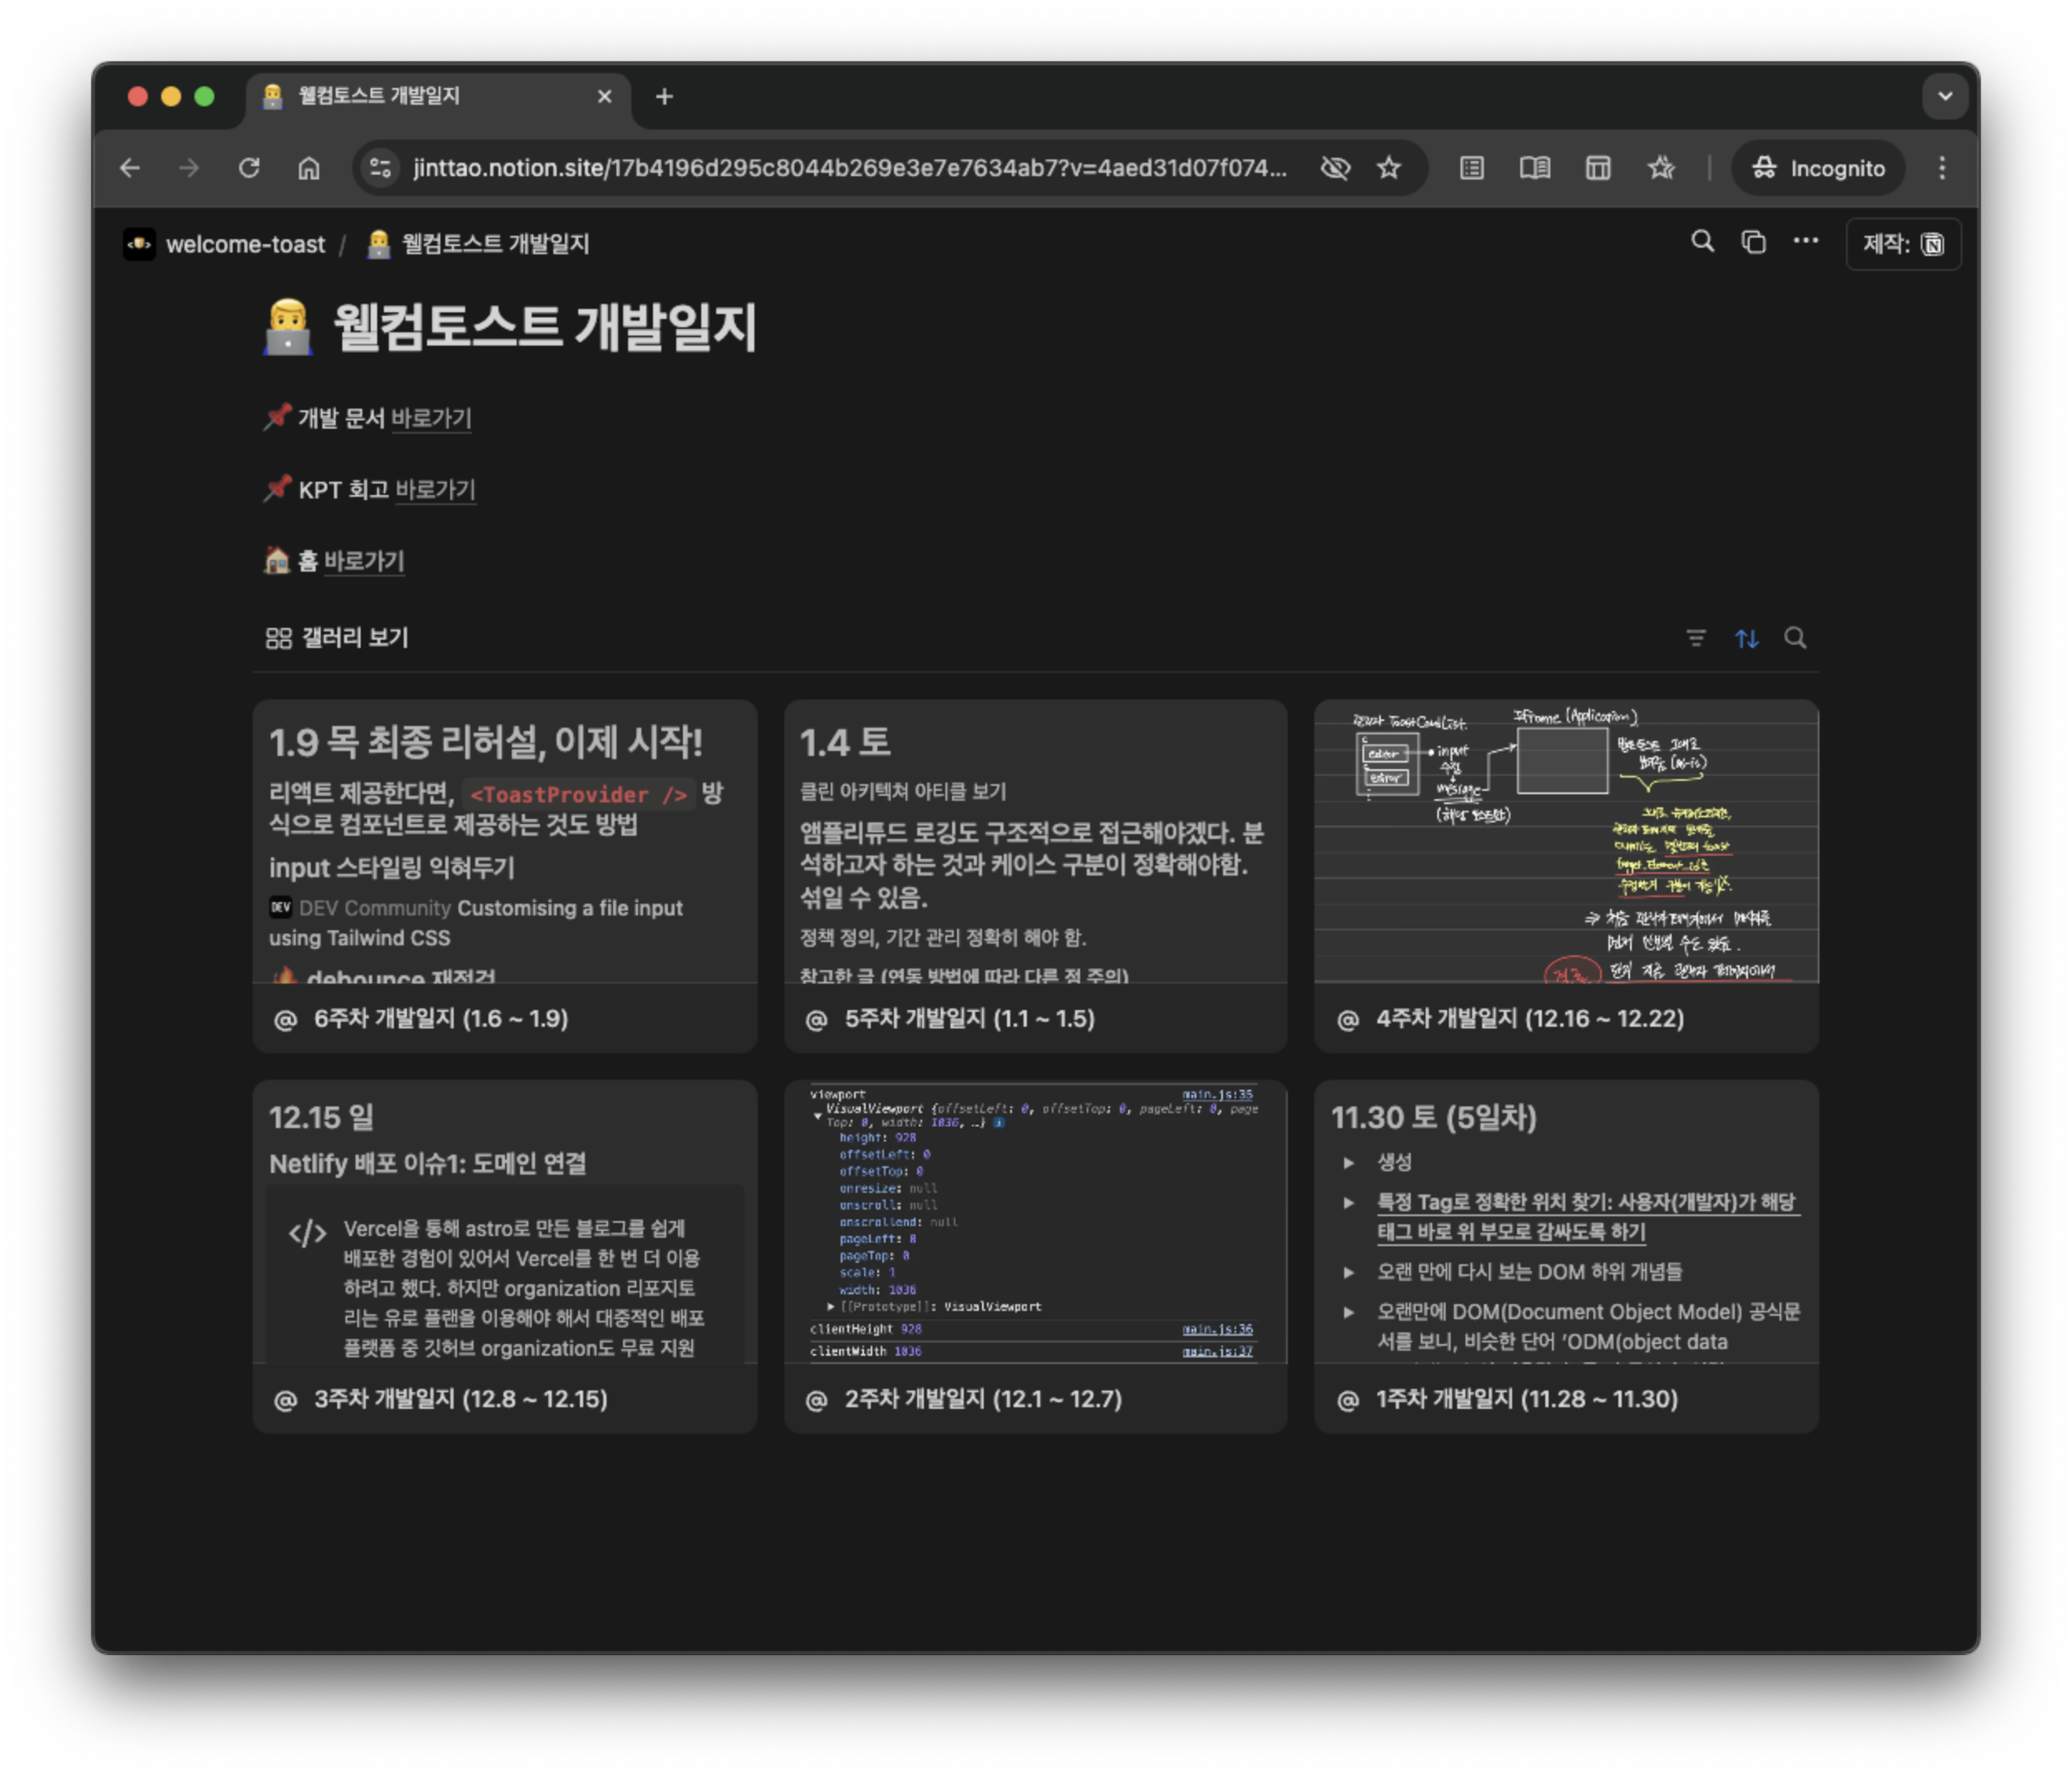 웰컴토스트 개발일지
jinttao.notion.site/17b4196d295c8044b269e3e7e7634ab7?v=4aed31d07f074...
Incognito
welcome-toast / 웰컴토스트 개발일지
제작:
웰컴토스트 개발일지
개발 문서 바로가기
KPT 회고 바로가기
홈 바로가기
갤러리 보기
1.9 목 최종 리허설, 이제 시작!
리액트 제공한다면, <ToastProvider /> 방
식으로 컴포넌트로 제공하는 것도 방법
input 스타일링 익혀두기
DEV DEV Community Customising a file input
using Tailwind CSS
debounce 재점검
@ 6주차 개발일지 (1.6 ~ 1.9)
1.4 토
클린 아키텍쳐 아티클 보기
앰플리튜드 로깅도 구조적으로 접근해야겠다. 분
석하고자 하는 것과 케이스 구분이 정확해야함.
섞일 수 있음.
정책 정의, 기간 관리 정확히 해야 함.
참고한 글 (연동 방법에 따라 다른 점 주의)
@ 5주차 개발일지 (1.1 ~ 1.5)
관리자 ToastCardList.
Iframe (Application)
editor
input
수정
editor
message
@ 4주차 개발일지 (12.16 ~ 12.22)
12.15 일
Netlify 배포 이슈1: 도메인 연결
</> Vercel을 통해 astro로 만든 블로그를 쉽게
배포한 경험이 있어서 Vercel를 한 번 더 이용
하려고 했다. 하지만 organization 리포지토
리는 유로 플랜을 이용해야 해서 대중적인 배포
플랫폼 중 깃허브 organization도 무료 지원
@ 3주차 개발일지 (12.8 ~ 12.15)
viewport main.js:35
VisualViewport {offsetLeft: 0, offsetTop: 0, pageLeft: 0, page
Top: 0, width: 1036, …}
height: 928
offsetLeft: 0
offsetTop: 0
onresize: null
onscroll: null
onscrollend: null
pageLeft: 0
pageTop: 0
scale: 1
width: 1036
[[Prototype]]: VisualViewport
clientHeight 928 main.js:36
clientWidth 1036 main.js:37
@ 2주차 개발일지 (12.1 ~ 12.7)
11.30 토 (5일차)
생성
특정 Tag로 정확한 위치 찾기: 사용자(개발자)가 해당
태그 바로 위 부모로 감싸도록 하기
오랜 만에 다시 보는 DOM 하위 개념들
오랜만에 DOM(Document Object Model) 공식문
서를 보니, 비슷한 단어 ‘ODM(object data
@ 1주차 개발일지 (11.28 ~ 11.30)